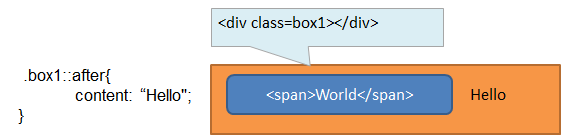 <div class=box1></div>
.box1::after{
content: “Hello";
}
<span>World</span>
Hello